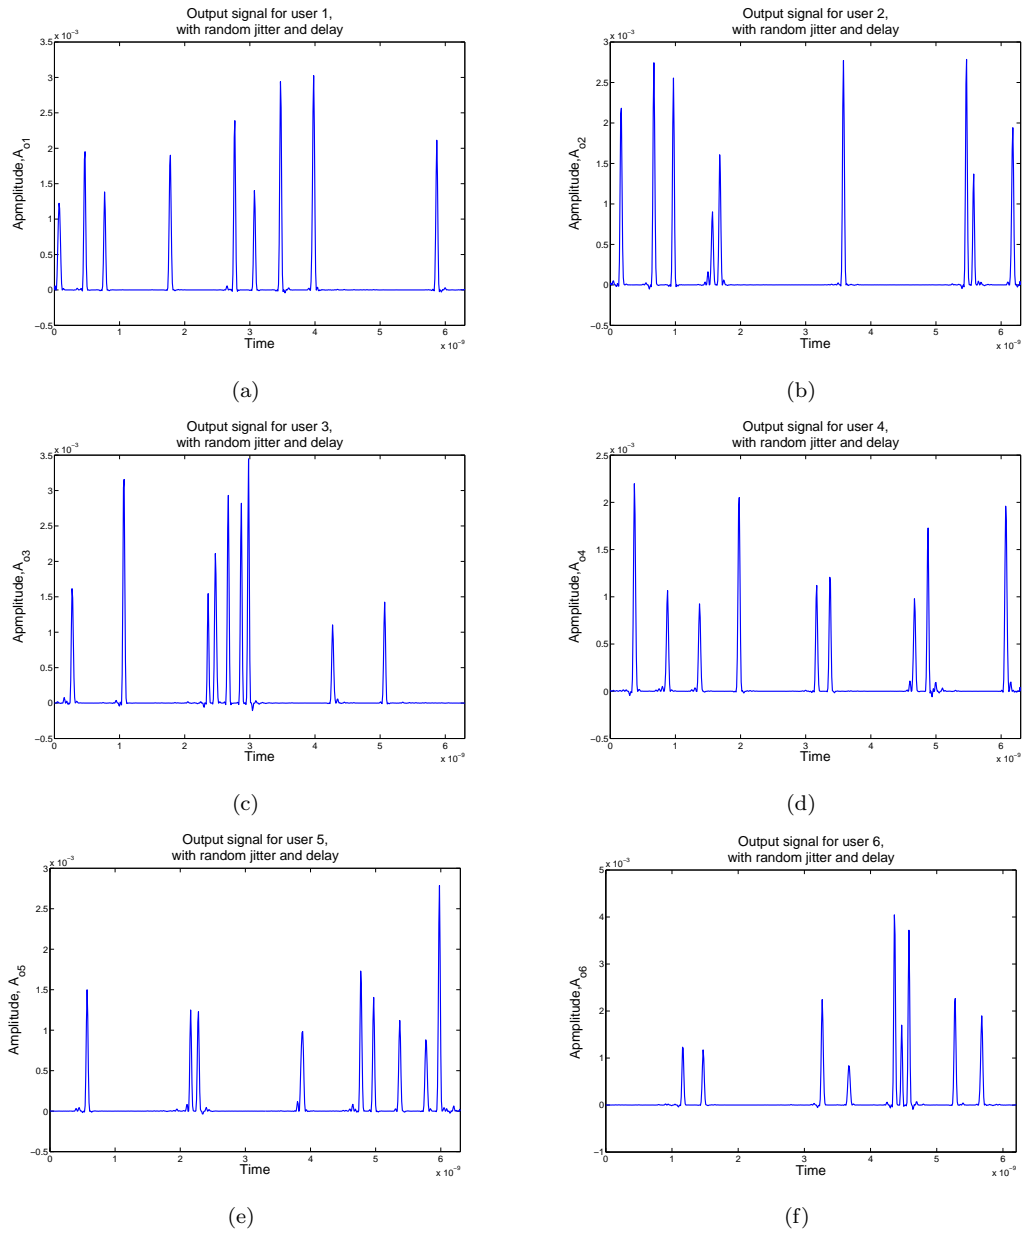 Output signal for user 1,
with random jitter and delay
x 10⁻³
3.5
3
2.5
2
1.5
1
0.5
0
−0.5
Apmplitude,A_o1
0 1 2 3 4 5 6
x 10⁻⁹
Time
(a)
Output signal for user 2,
with random jitter and delay
x 10⁻³
3
2.5
2
1.5
1
0.5
0
−0.5
Apmplitude,A_o2
0 1 2 3 4 5 6
x 10⁻⁹
Time
(b)
Output signal for user 3,
with random jitter and delay
x 10⁻³
3.5
3
2.5
2
1.5
1
0.5
0
−0.5
Apmplitude,A_o3
0 1 2 3 4 5 6
x 10⁻⁹
Time
(c)
Output signal for user 4,
with random jitter and delay
x 10⁻³
2.5
2
1.5
1
0.5
0
−0.5
Apmplitude,A_o4
0 1 2 3 4 5 6
x 10⁻⁹
Time
(d)
Output signal for user 5,
with random jitter and delay
x 10⁻³
3
2.5
2
1.5
1
0.5
0
−0.5
Amplitude, A_o5
0 1 2 3 4 5 6
x 10⁻⁹
Time
(e)
Output signal for user 6,
with random jitter and delay
x 10⁻³
5
4
3
2
1
0
−1
Apmplitude,A_o6
0 1 2 3 4 5 6
x 10⁻⁹
Time
(f)